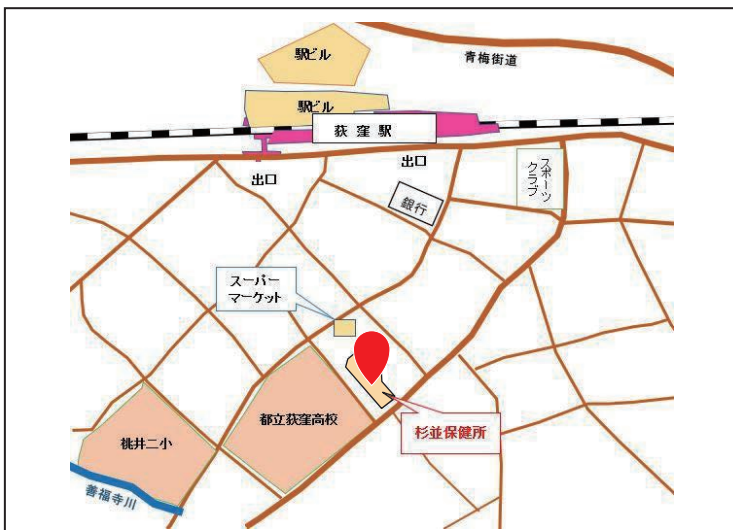 駅ビル
青梅街道
駅ビル
荻窪駅
出口
出口
スポーツ
クラブ
銀行
スーパー
マーケット
都立荻窪高校
杉並保健所
桃井二小
善福寺川